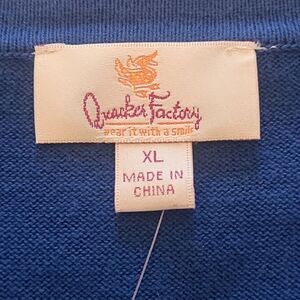 Quacker Factory
wear it with a smile
XL
MADE IN
CHINA